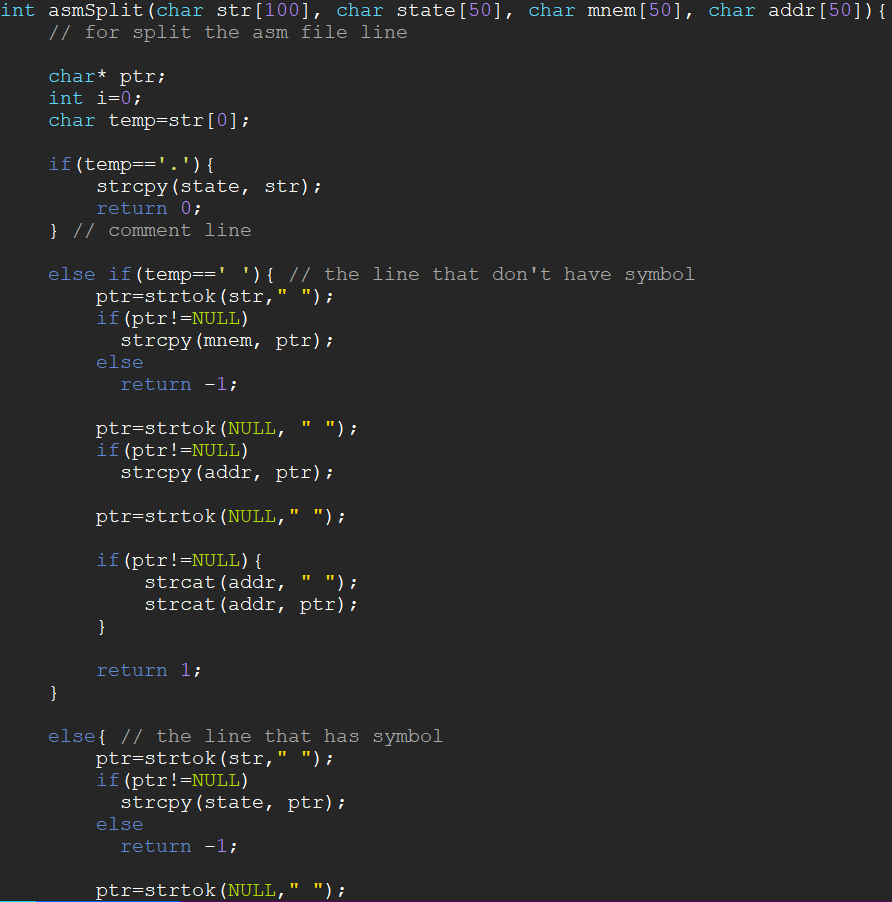 int asmSplit(char str[100], char state[50], char mnem[50], char addr[50]){
    // for split the asm file line

    char* ptr;
    int i=0;
    char temp=str[0];

    if(temp=='.'){
        strcpy(state, str);
        return 0;
    } // comment line

    else if(temp==' '){ // the line that don't have symbol
        ptr=strtok(str," ");
        if(ptr!=NULL)
          strcpy(mnem, ptr);
        else
          return -1;

        ptr=strtok(NULL, " ");
        if(ptr!=NULL)
          strcpy(addr, ptr);

        ptr=strtok(NULL," ");

        if(ptr!=NULL){
            strcat(addr, " ");
            strcat(addr, ptr);
        }

        return 1;
    }

    else{ // the line that has symbol
        ptr=strtok(str," ");
        if(ptr!=NULL)
          strcpy(state, ptr);
        else
          return -1;

        ptr=strtok(NULL," ");